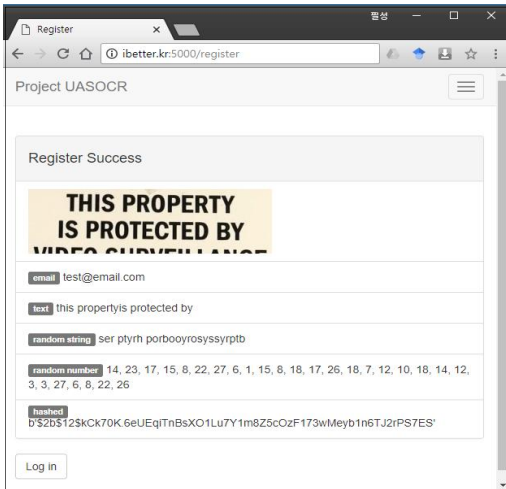 필성
Register
ibetter.kr:5000/register
Project UASOCR
Register Success
THIS PROPERTY
IS PROTECTED BY
VIDEO SURVEILLANCE
email test@email.com
text this propertyis protected by
random string ser ptyrh porbooyrosyssyrptb
random number 14, 23, 17, 15, 8, 22, 27, 6, 1, 15, 8, 18, 17, 26, 18, 7, 12, 10, 18, 14, 12,
3, 3, 27, 6, 8, 22, 26
hashed
b'$2b$12$kCk70K.6eUEqiTnBsXO1Lu7Y1m8Z5cOzF173wMeyb1n6TJ2rPS7ES'
Log in